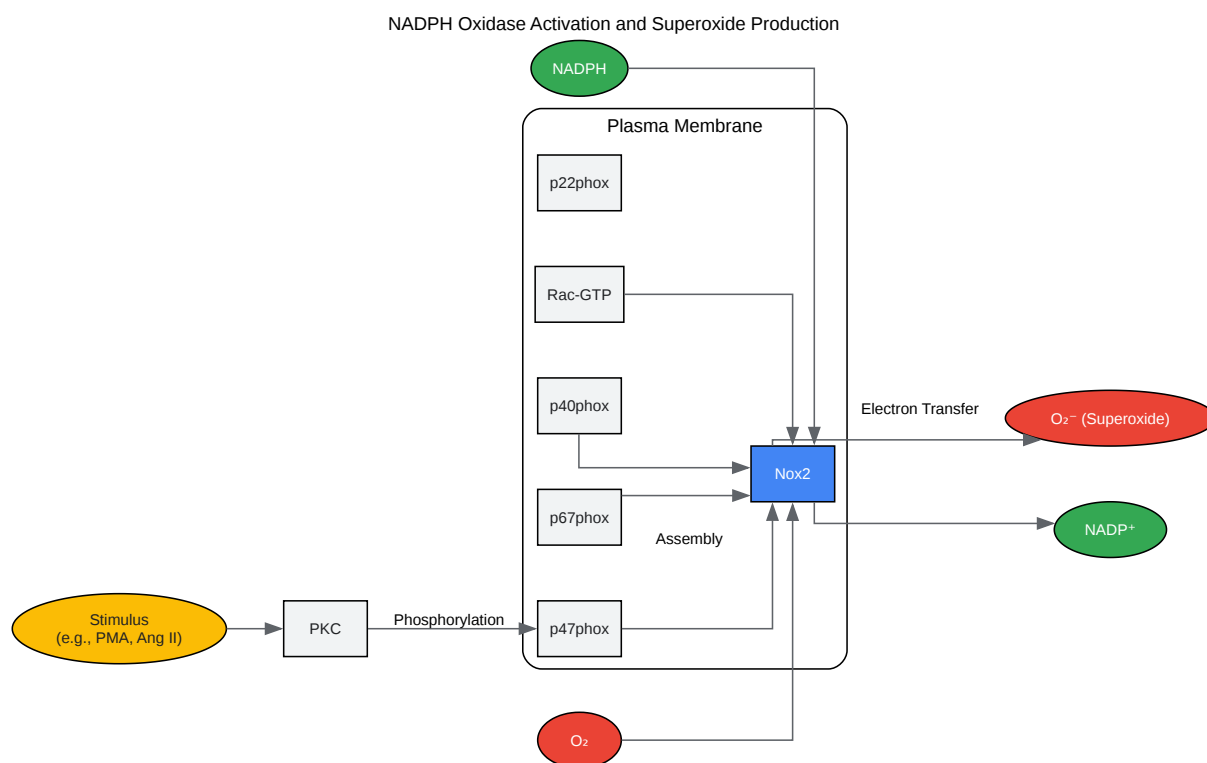 NADPH Oxidase Activation and Superoxide Production
NADPH
Plasma Membrane
p22phox
Rac-GTP
p40phox
Electron Transfer
O₂⁻ (Superoxide)
Nox2
p67phox
Assembly
NADP⁺
Stimulus
(e.g., PMA, Ang II)
PKC
Phosphorylation
p47phox
O₂